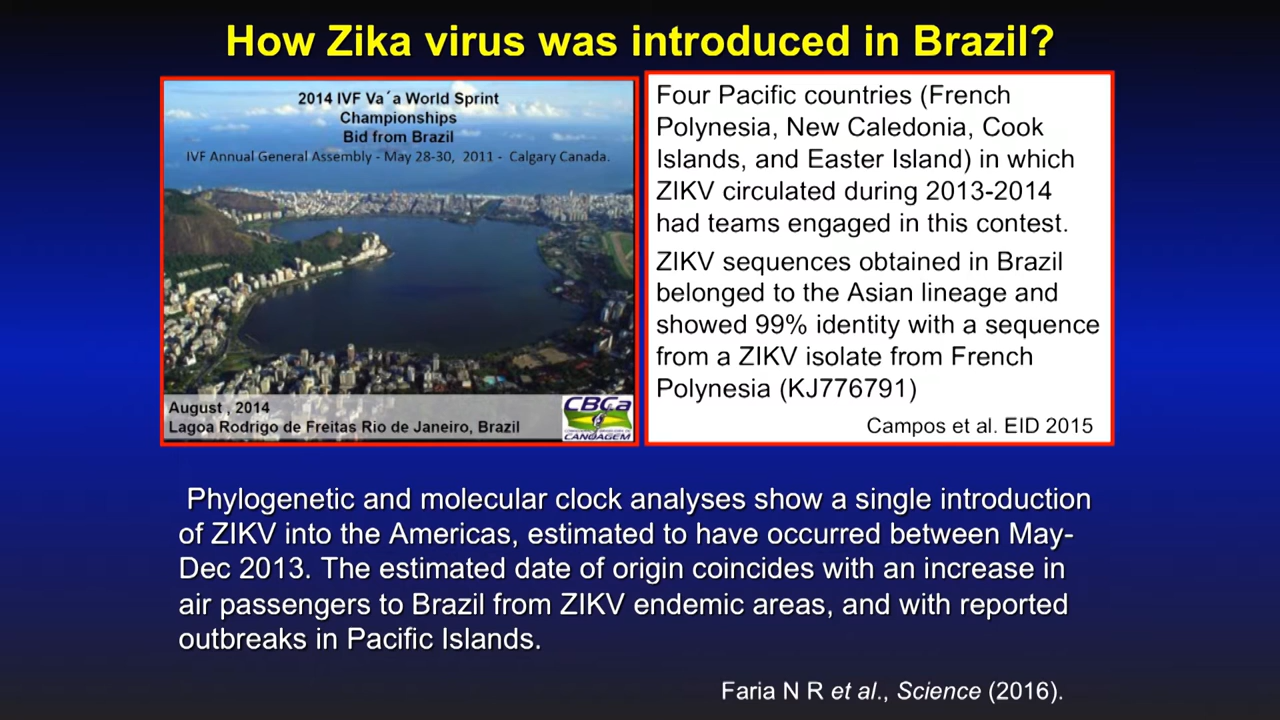 How Zika virus was introduced in Brazil?
2014 IVF Va´a World Sprint
Championships
Bid from Brazil
IVF Annual General Assembly - May 28-30, 2011 - Calgary Canada.
August , 2014
Lagoa Rodrigo de Freitas Rio de Janeiro, Brazil
CBCa
CANOAGEM
Four Pacific countries (French
Polynesia, New Caledonia, Cook
Islands, and Easter Island) in which
ZIKV circulated during 2013-2014
had teams engaged in this contest.
ZIKV sequences obtained in Brazil
belonged to the Asian lineage and
showed 99% identity with a sequence
from a ZIKV isolate from French
Polynesia (KJ776791)
Campos et al. EID 2015
Phylogenetic and molecular clock analyses show a single introduction
of ZIKV into the Americas, estimated to have occurred between May-
Dec 2013. The estimated date of origin coincides with an increase in
air passengers to Brazil from ZIKV endemic areas, and with reported
outbreaks in Pacific Islands.
Faria N R et al., Science (2016).